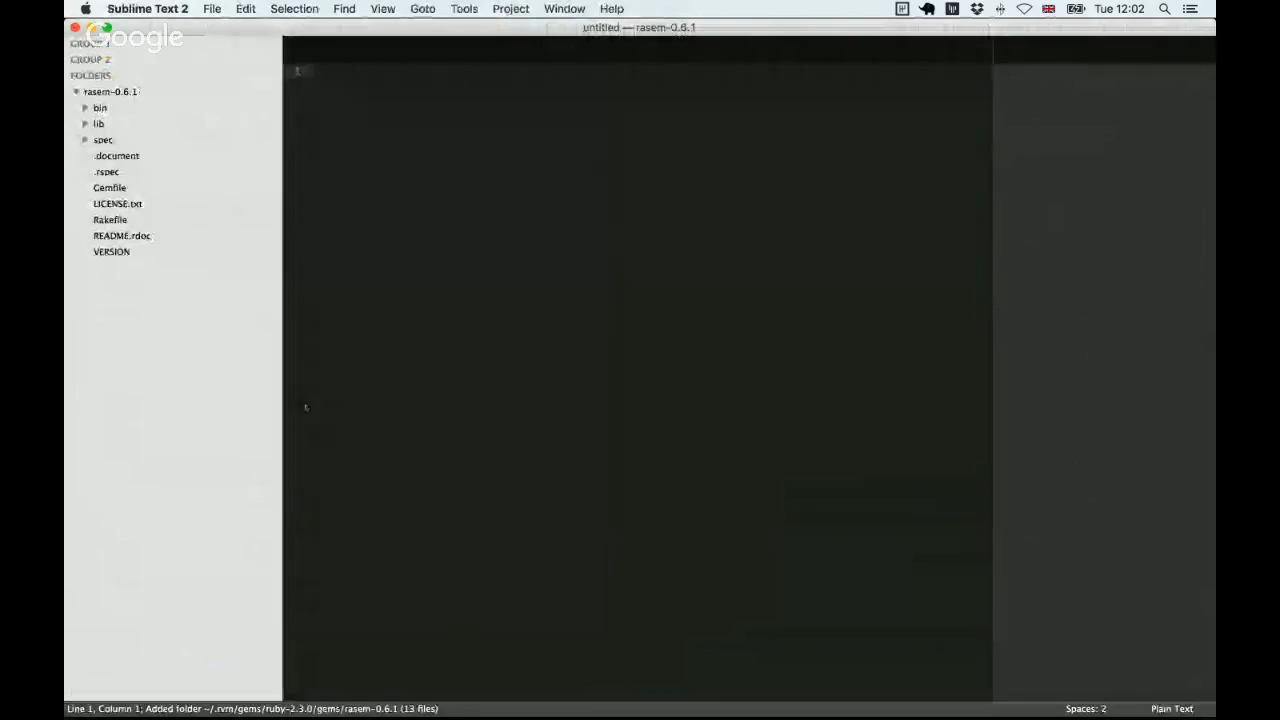 Sublime Text 2 File Edit Selection Find View Goto Tools Project Window Help Tue 12:02
untitled — rasem-0.6.1
Google
GROUP 1
GROUP 2
FOLDERS
rasem-0.6.1
bin
lib
spec
.document
.rspec
Gemfile
LICENSE.txt
Rakefile
README.rdoc
VERSION
1
Line 1, Column 1; Added folder ~/.rvm/gems/ruby-2.3.0/gems/rasem-0.6.1 (13 files) Spaces: 2 Plain Text